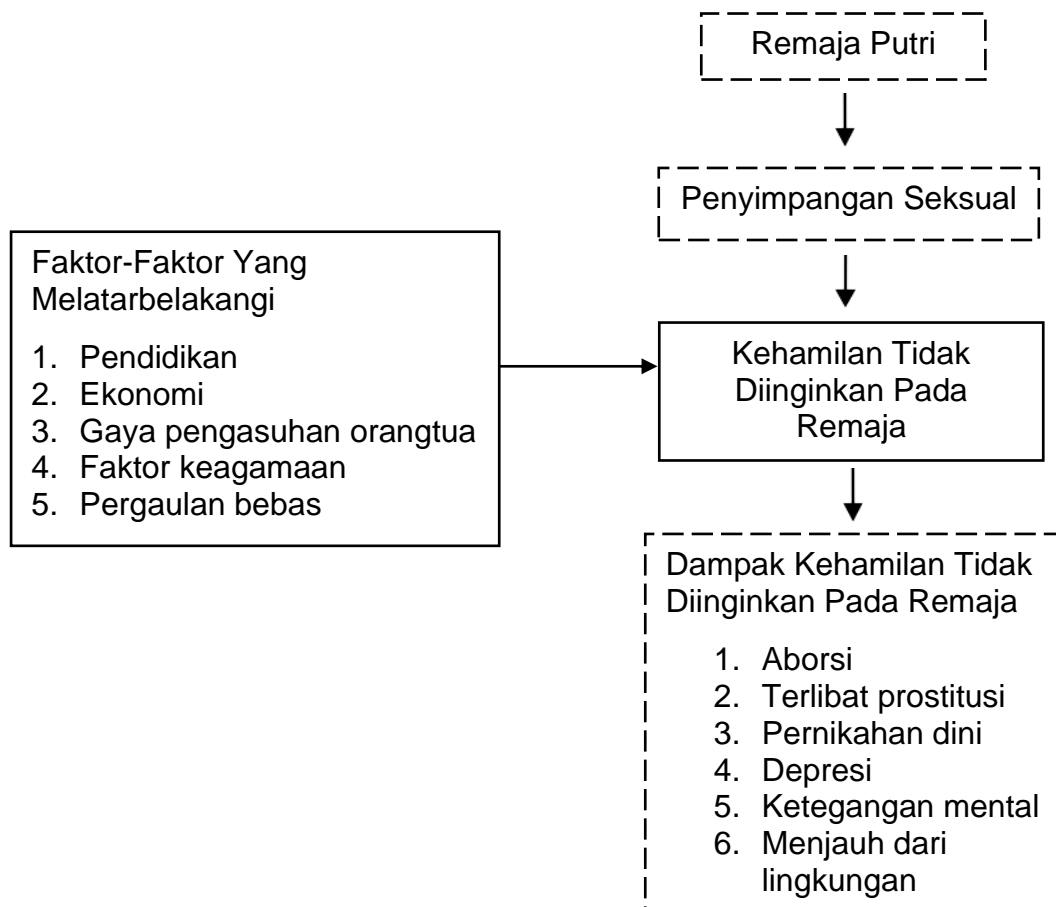 Remaja Putri
Penyimpangan Seksual
Faktor-Faktor Yang
Melatarbelakangi
1. Pendidikan
2. Ekonomi
3. Gaya pengasuhan orangtua
4. Faktor keagamaan
5. Pergaulan bebas
Kehamilan Tidak
Diinginkan Pada
Remaja
Dampak Kehamilan Tidak
Diinginkan Pada Remaja
1. Aborsi
2. Terlibat prostitusi
3. Pernikahan dini
4. Depresi
5. Ketegangan mental
6. Menjauh dari
lingkungan